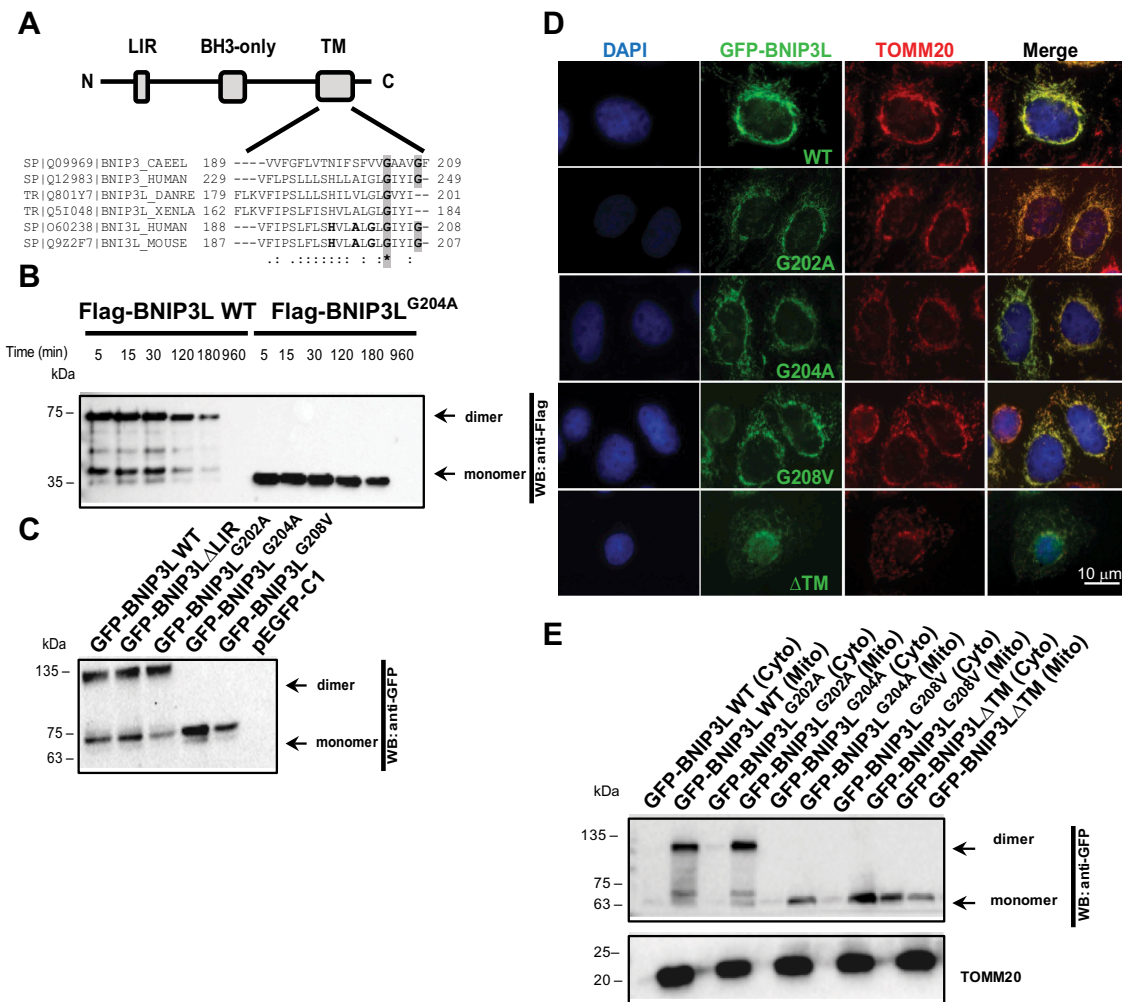 A
LIR BH3-only TM
N C
SP|Q09969|BNIP3_CAEEL 189 ----VVFGFLVTNIFSFVVGAAVGF 209
SP|Q12983|BNIP3_HUMAN 229 ----VFLPSLLLSHLLAIGLGIYIG- 249
TR|Q801Y7|BNIP3L_DANRE 179 FLKVFIPSLLLSHVLALGLGVYI-- 201
TR|Q5I048|BNIP3L_XENLA 162 FLKVFIPSLFISHVLAVGLGIYI-- 184
SP|O60238|BNI3L_HUMAN 188 ----VFIPSLFLSHVLALGLGIYIG- 208
SP|Q9Z2F7|BNI3L_MOUSE 187 ----VFIPSLFLSHVLALGLGIYIG- 207
.: :::::::: : :* :
B
Flag-BNIP3L WT Flag-BNIP3L G204A
Time (min) 5 15 30 120 180 960 5 15 30 120 180 960
kDa
75
35
dimer
monomer
WB: anti-Flag
C
GFP-BNIP3L WT
GFP-BNIP3LΔLIR
GFP-BNIP3L G202A
GFP-BNIP3L G204A
GFP-BNIP3L G208V
pEGFP-C1
kDa
135
75
63
dimer
monomer
WB: anti-GFP
D
DAPI GFP-BNIP3L TOMM20 Merge
WT
G202A
G204A
G208V
ΔTM
10 μm
E
GFP-BNIP3L WT (Cyto)
GFP-BNIP3L WT (Mito)
GFP-BNIP3L G202A (Cyto)
GFP-BNIP3L G202A (Mito)
GFP-BNIP3L G204A (Cyto)
GFP-BNIP3L G204A (Mito)
GFP-BNIP3L G208V (Cyto)
GFP-BNIP3L G208V (Mito)
GFP-BNIP3LΔTM (Cyto)
GFP-BNIP3LΔTM (Mito)
kDa
135
75
63
dimer
monomer
WB: anti-GFP
25
20
TOMM20